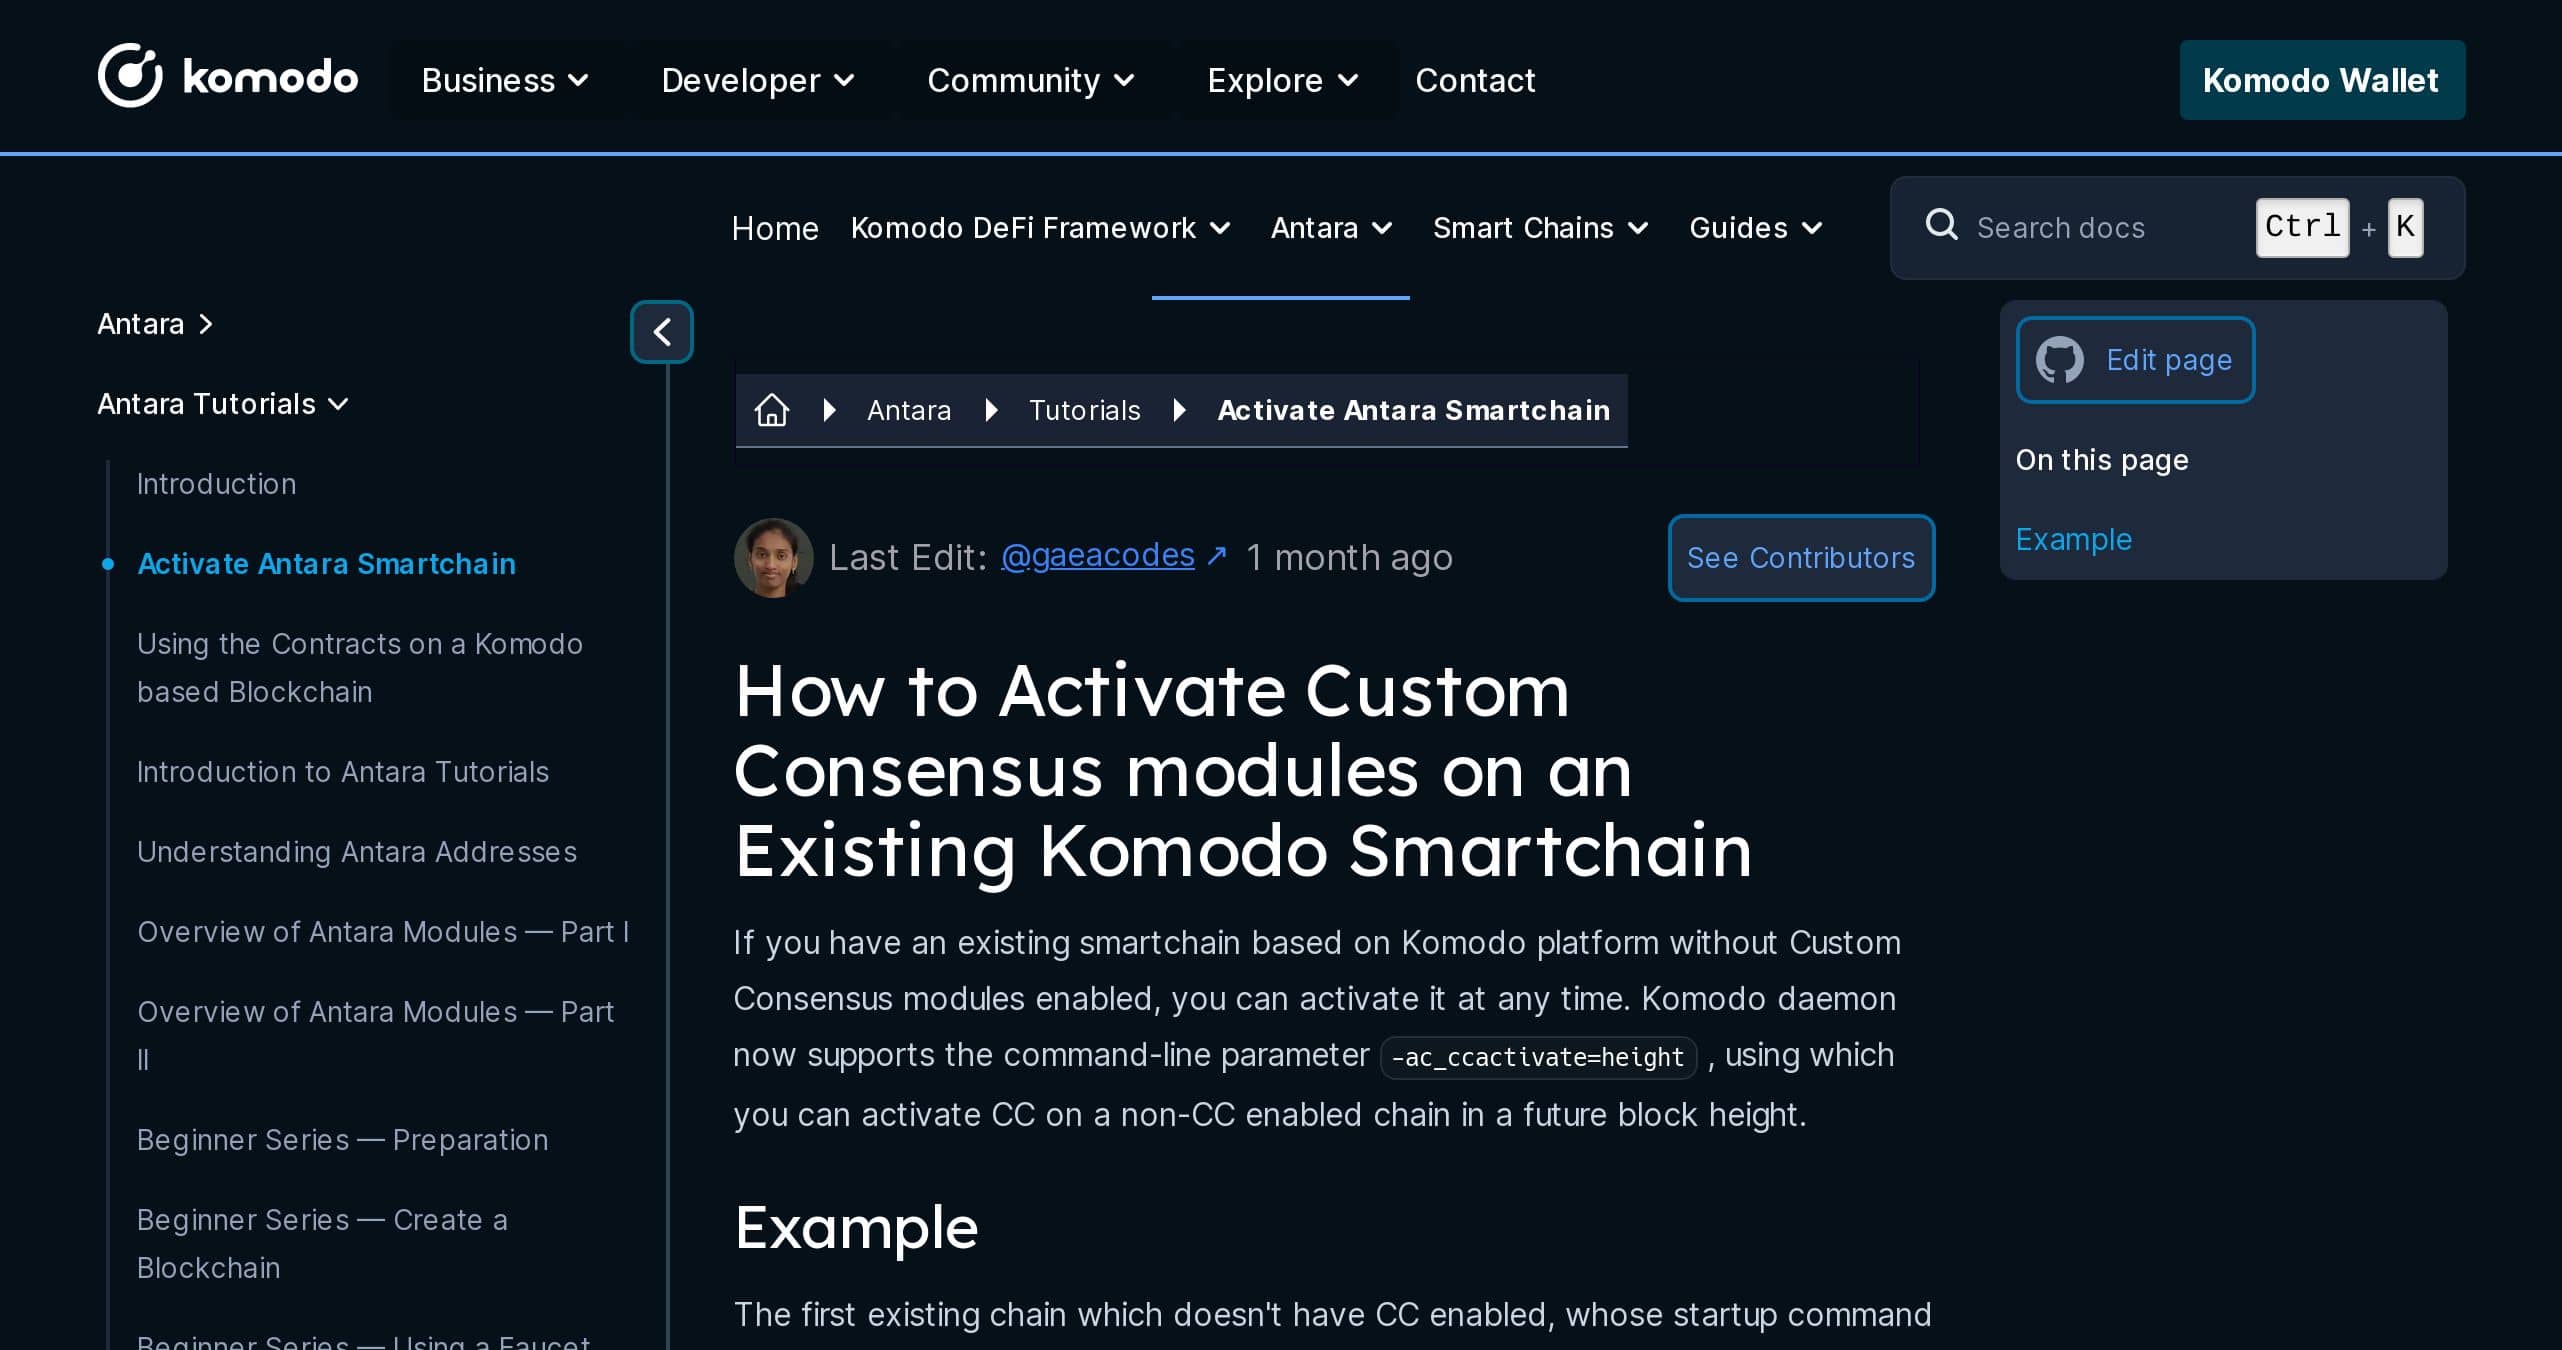 komodo
Business
Developer
Community
Explore
Contact
Komodo Wallet
Home
Komodo DeFi Framework
Antara
Smart Chains
Guides
Search docs
Ctrl + K
Antara
Antara Tutorials
Introduction
Activate Antara Smartchain
Using the Contracts on a Komodo
based Blockchain
Introduction to Antara Tutorials
Understanding Antara Addresses
Overview of Antara Modules — Part I
Overview of Antara Modules — Part
II
Beginner Series — Preparation
Beginner Series — Create a
Blockchain
Beginner Series — Using a Faucet
Antara Tutorials Activate Antara Smartchain
Last Edit: @gaeacodes ↗ 1 month ago
See Contributors
How to Activate Custom
Consensus modules on an
Existing Komodo Smartchain
If you have an existing smartchain based on Komodo platform without Custom
Consensus modules enabled, you can activate it at any time. Komodo daemon
now supports the command-line parameter -ac_ccactivate=height , using which
you can activate CC on a non-CC enabled chain in a future block height.
Example
The first existing chain which doesn't have CC enabled, whose startup command
Edit page
On this page
Example